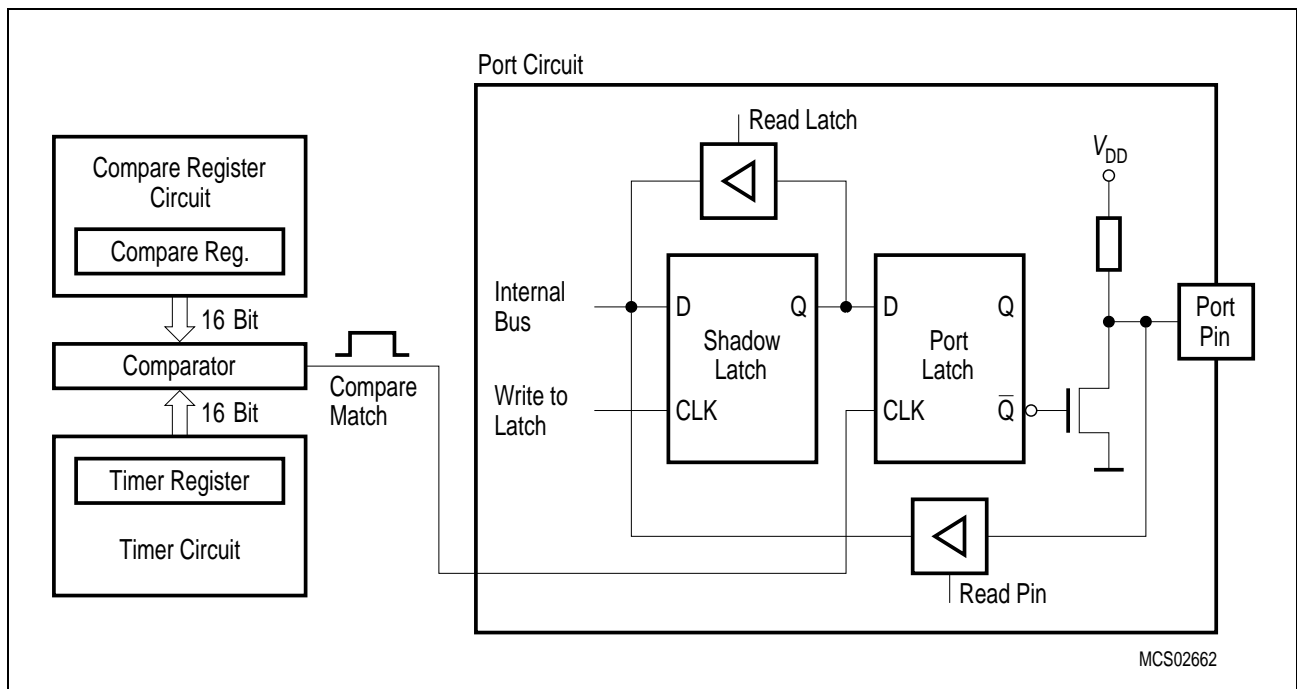 Port Circuit
Read Latch
V DD
Compare Register
Circuit
Compare Reg.
16 Bit
Comparator
Compare
Match
16 Bit
Timer Register
Timer Circuit
Internal
Bus
Write to
Latch
D
Q
Shadow
Latch
CLK
D
Q
Port
Latch
CLK
Q̅
Port
Pin
Read Pin
MCS02662